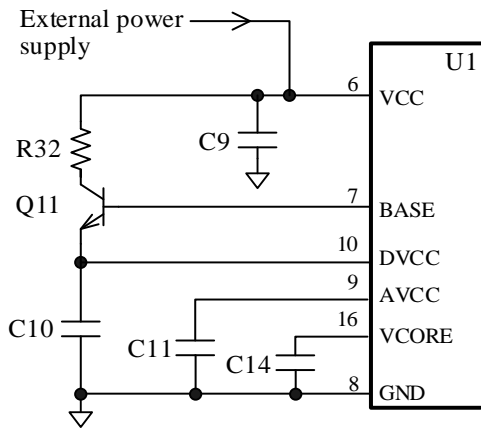 External power
supply
U1
6
VCC
R32
C9
Q11
7
BASE
10
DVCC
9
AVCC
C10
C11
16
VCORE
C14
8
GND